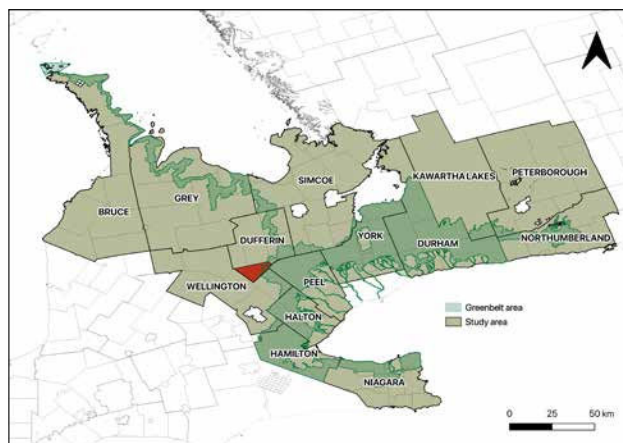 KAWARTHA LAKES
PETERBOROUGH
SIMCOE
GREY
BRUCE
DUFFERIN
YORK
DURHAM
NORTHUMBERLAND
WELLINGTON
PEEL
HALTON
HAMILTON
NIAGARA
Greenbelt area
Study area
0 25 50 km